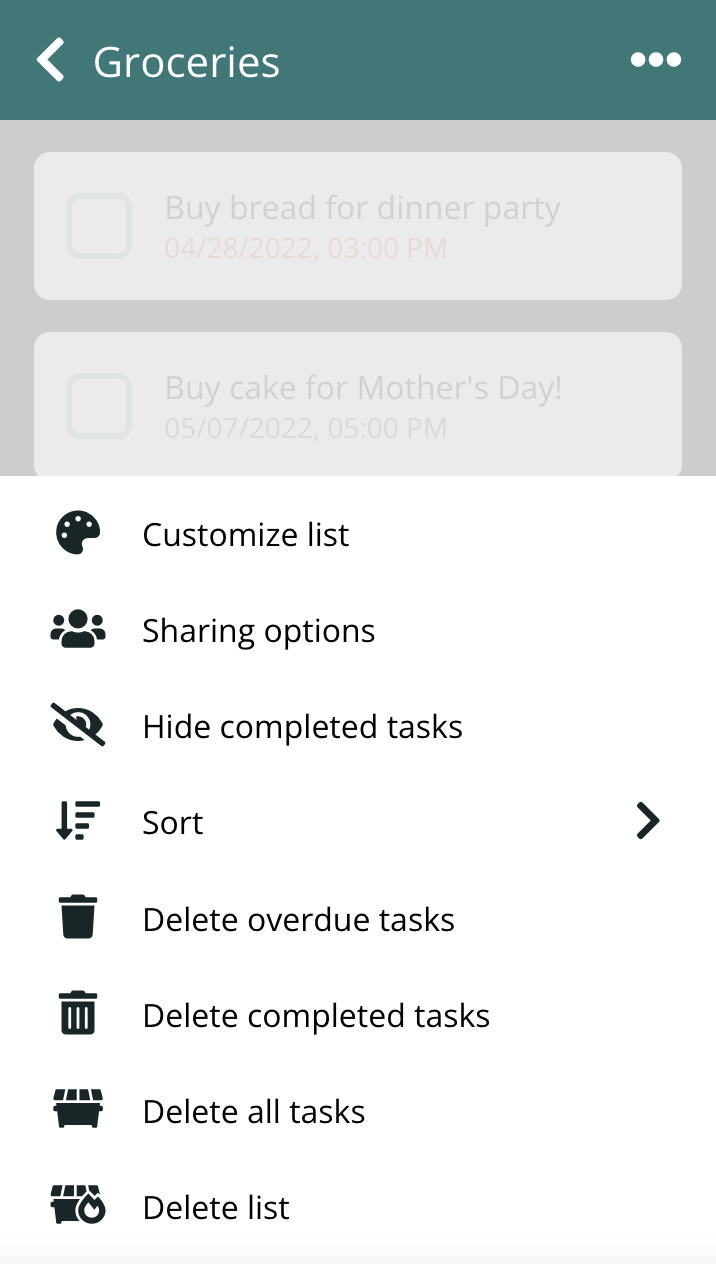 Groceries
Buy bread for dinner party
04/28/2022, 03:00 PM
Buy cake for Mother's Day!
05/07/2022, 05:00 PM
Customize list
Sharing options
Hide completed tasks
Sort
Delete overdue tasks
Delete completed tasks
Delete all tasks
Delete list